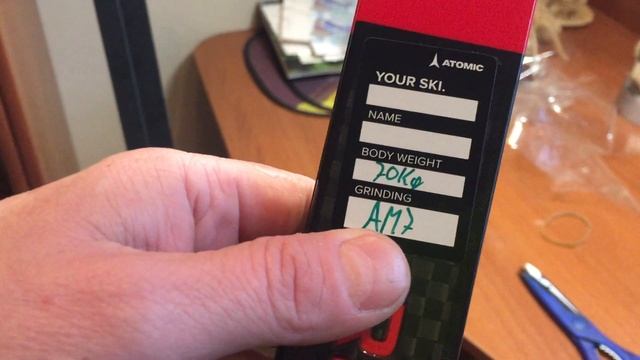 ATOMIC
YOUR SKI.
NAME
BODY WEIGHT
70Kg
GRINDING
AM7